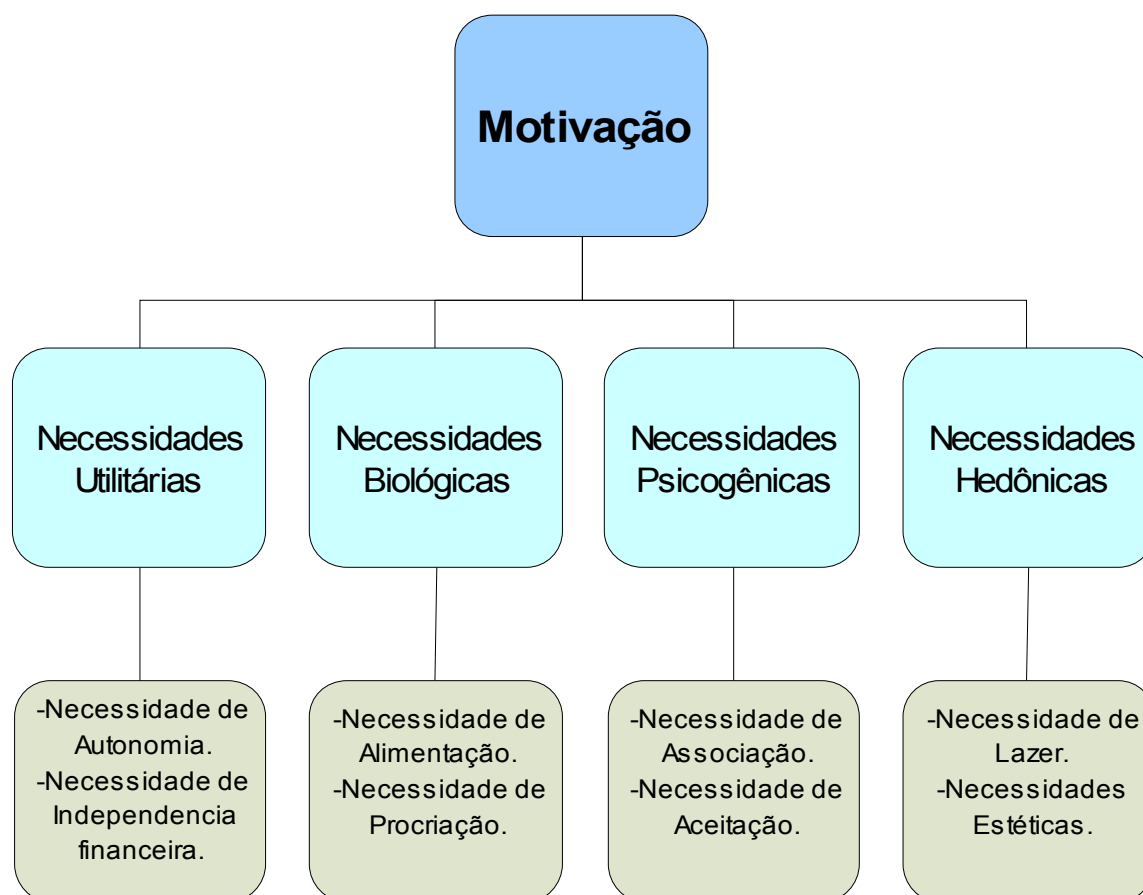 Motivação
Necessidades
Utilitárias
Necessidades
Biológicas
Necessidades
Psicogênicas
Necessidades
Hedônicas
-Necessidade de
Autonomia.
-Necessidade de
Independencia
financeira.
-Necessidade de
Alimentação.
-Necessidade de
Procriação.
-Necessidade de
Associação.
-Necessidade de
Aceitação.
-Necessidade de
Lazer.
-Necessidades
Estéticas.